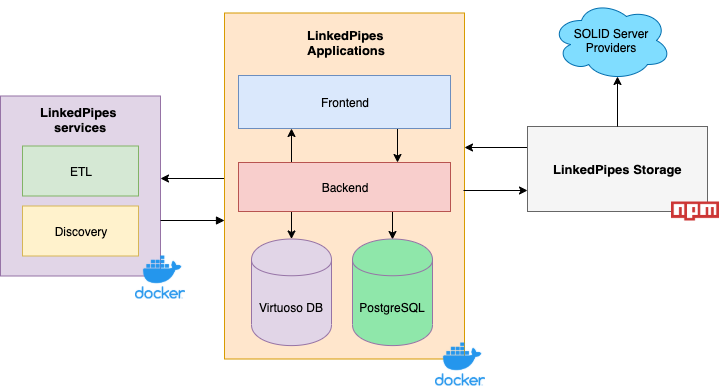 LinkedPipes
services
ETL
Discovery
docker
LinkedPipes
Applications
Frontend
Backend
Virtuoso DB
PostgreSQL
docker
SOLID Server
Providers
LinkedPipes Storage
npm